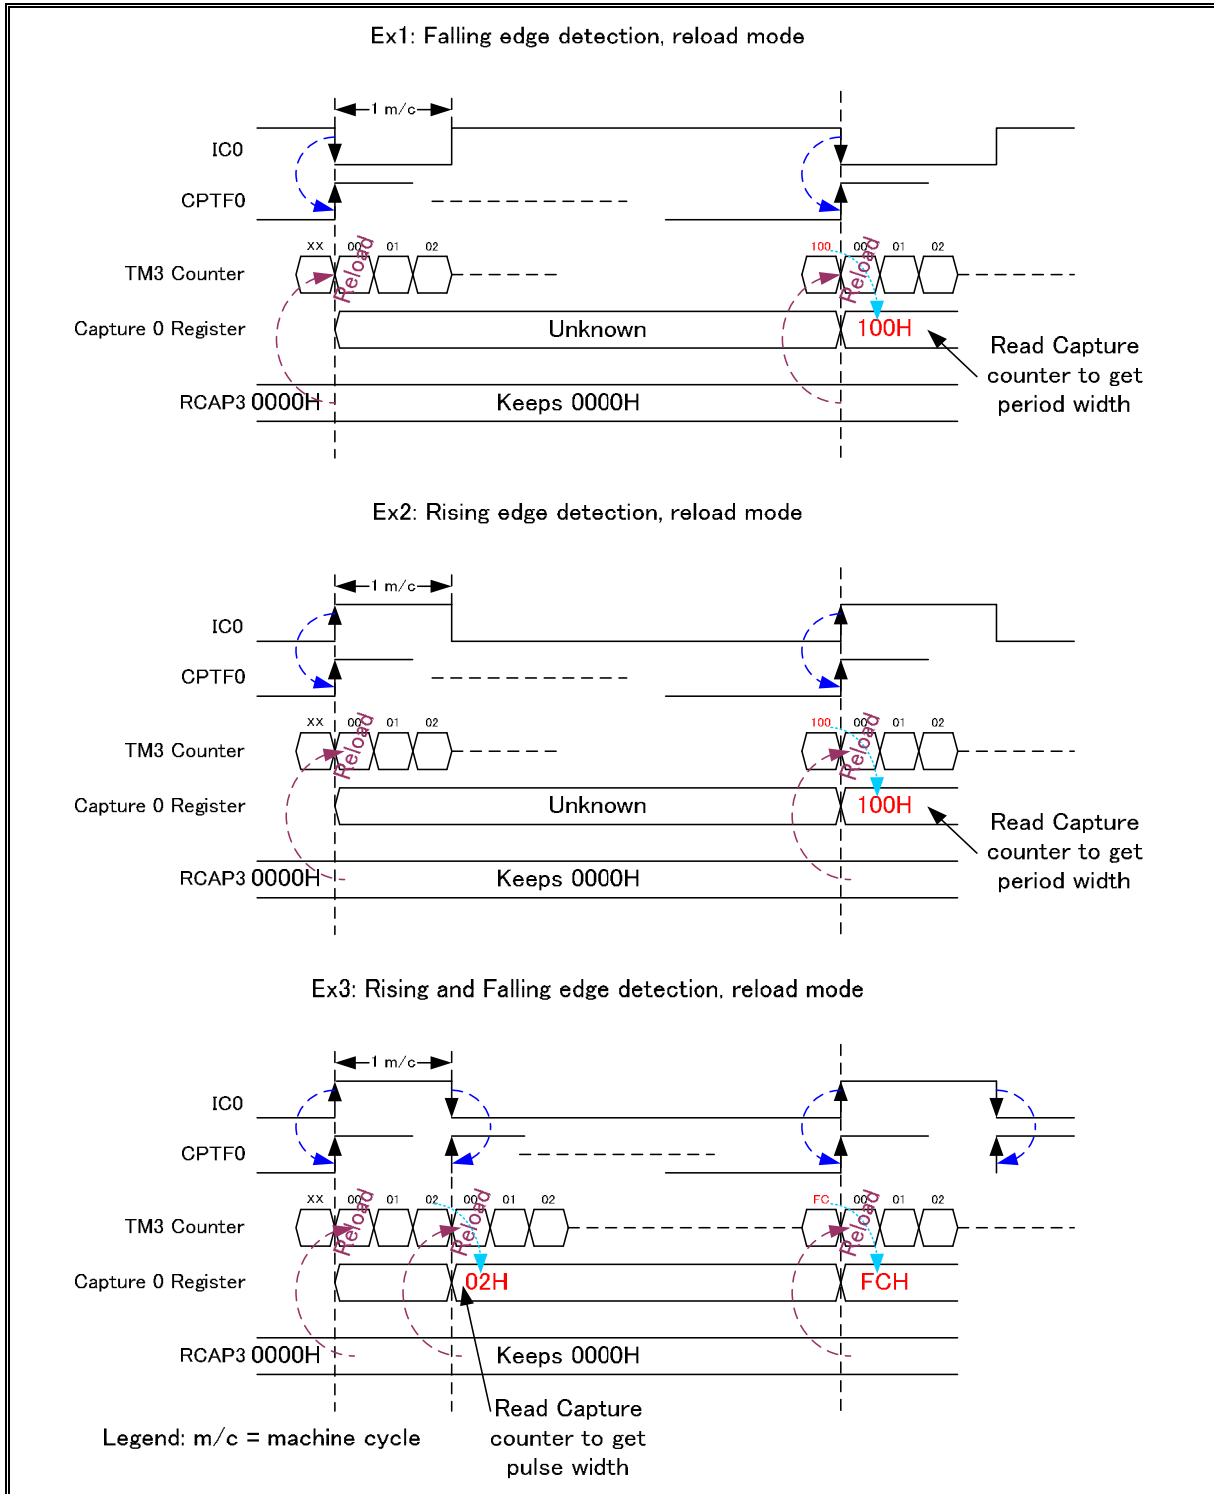 Ex1: Falling edge detection, reload mode
1 m/c
IC0
CPTF0
XX 00 01 02 100 00 01 02
TM3 Counter Reload Reload
Capture 0 Register Unknown 100H
Read Capture
counter to get
period width
RCAP3 0000H Keeps 0000H
Ex2: Rising edge detection, reload mode
1 m/c
IC0
CPTF0
XX 00 01 02 100 00 01 02
TM3 Counter Reload Reload
Capture 0 Register Unknown 100H
Read Capture
counter to get
period width
RCAP3 0000H Keeps 0000H
Ex3: Rising and Falling edge detection, reload mode
1 m/c
IC0
CPTF0
XX 00 01 02 00 01 02 FC 00 01 02
TM3 Counter Reload Reload Reload
Capture 0 Register 02H FCH
RCAP3 0000H Keeps 0000H
Read Capture
counter to get
pulse width
Legend: m/c = machine cycle